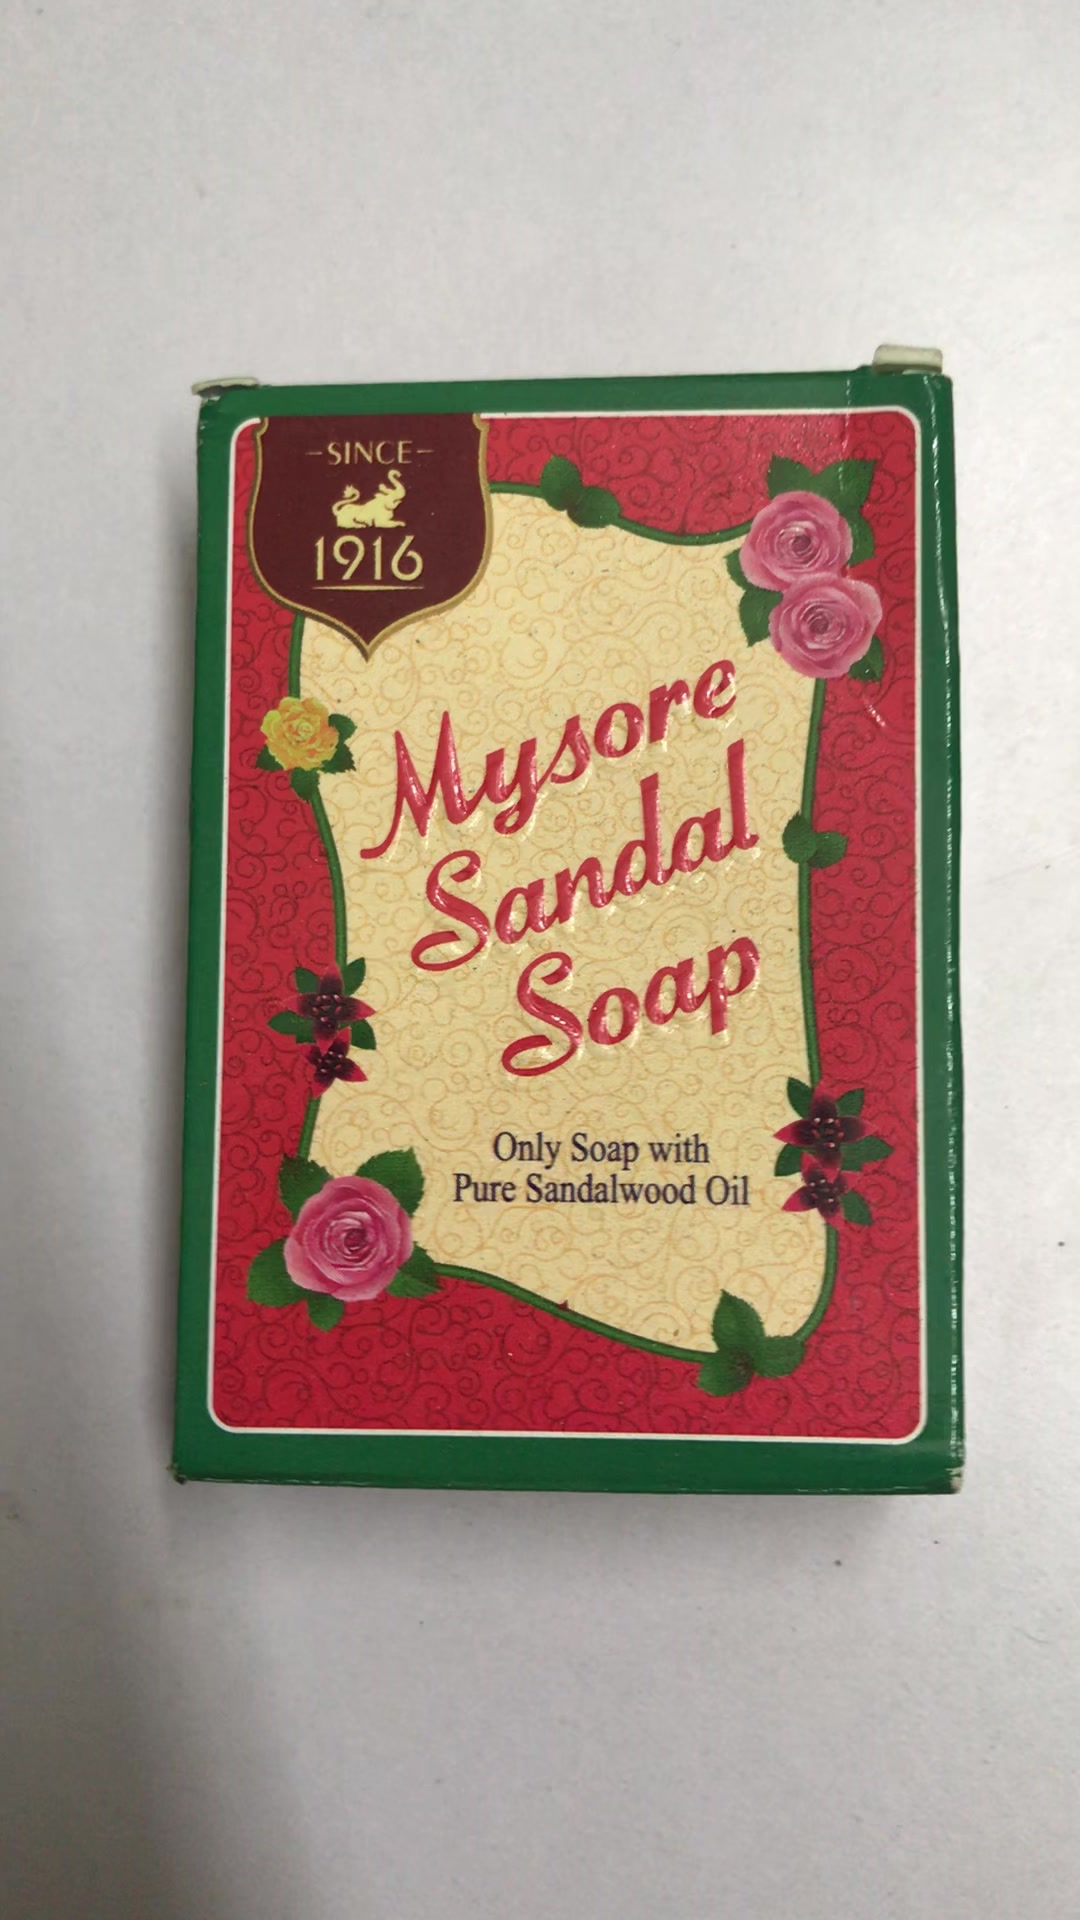 -SINCE-
1916
Mysore
Sandal
Soap
Only Soap with
Pure Sandalwood Oil